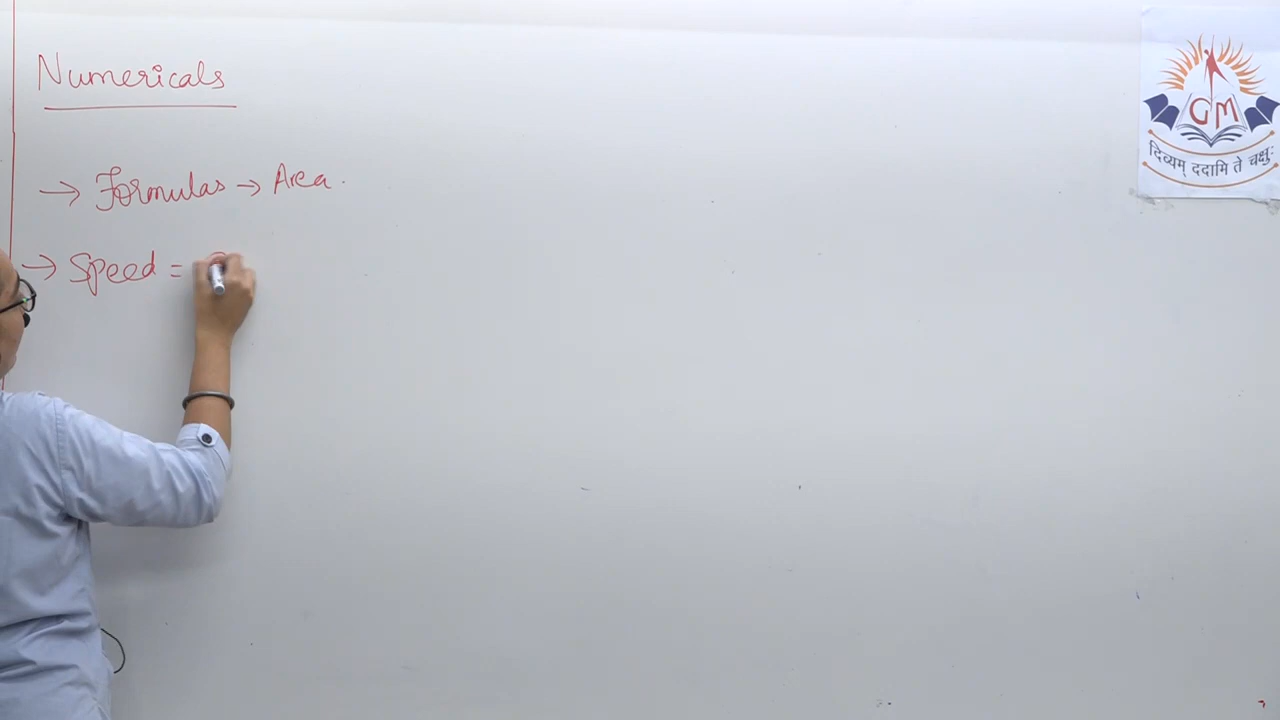 Numericals
→ Formulas → Area.
→ Speed =
GM
दिव्यम् ददामि ते चक्षुः